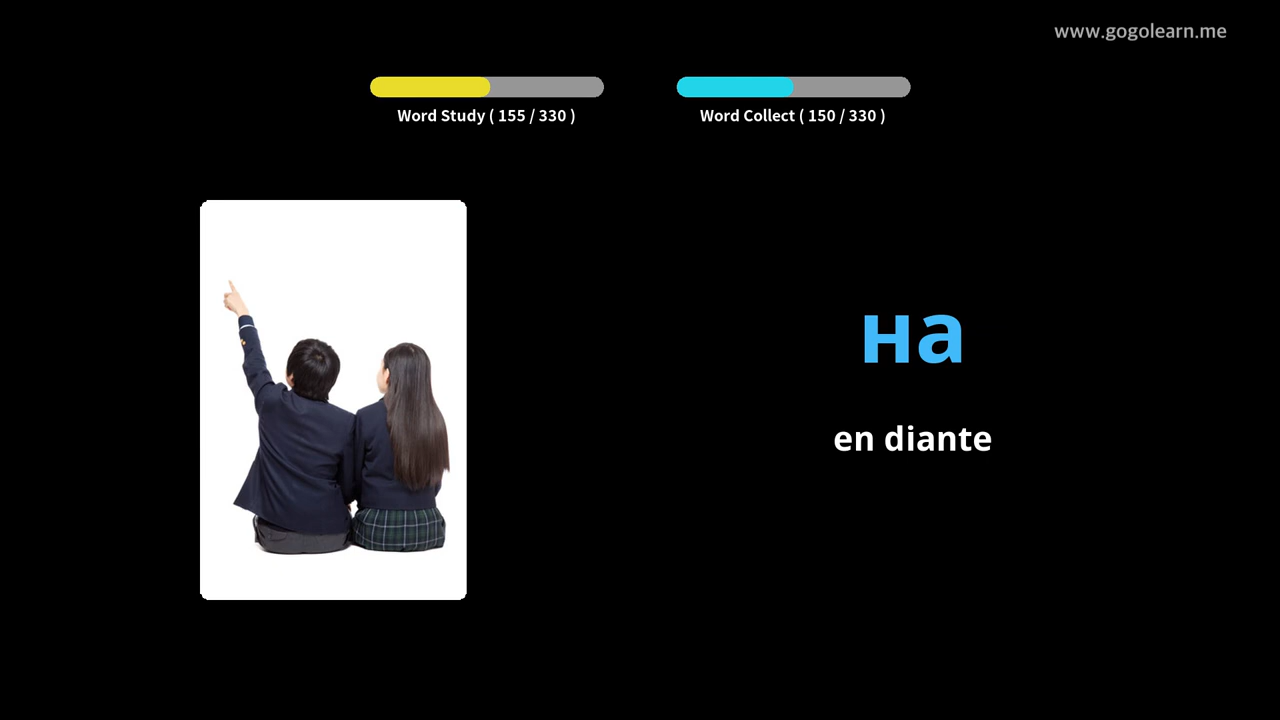 www.gogolearn.me
Word Study ( 155 / 330 )
Word Collect ( 150 / 330 )
на
en diante